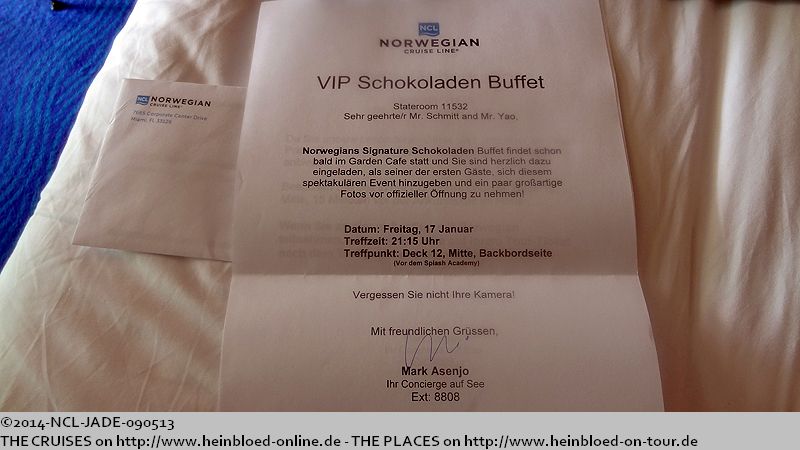 NCL
NORWEGIAN
CRUISE LINE®
VIP Schokoladen Buffet
Stateroom 11532
Sehr geehrte/r Mr. Schmitt and Mr. Yao,
Norwegians Signature Schokoladen Buffet findet schon
bald im Garden Cafe statt und Sie sind herzlich dazu
eingeladen, als seiner der ersten Gäste, sich diesem
spektakulären Event hinzugeben und ein paar großartige
Fotos vor offizieller Öffnung zu nehmen!
Datum: Freitag, 17 Januar
Treffzeit: 21:15 Uhr
Treffpunkt: Deck 12, Mitte, Backbordseite
(Vor dem Splash Academy)
Vergessen Sie nicht Ihre Kamera!
Mit freundlichen Grüssen,
Mark Asenjo
Ihr Concierge auf See
Ext: 8808
NCL NORWEGIAN
CRUISE LINE®
7665 Corporate Center Drive
Miami, FL 33126
©2014-NCL-JADE-090513
THE CRUISES on http://www.heinbloed-online.de - THE PLACES on http://www.heinbloed-on-tour.de